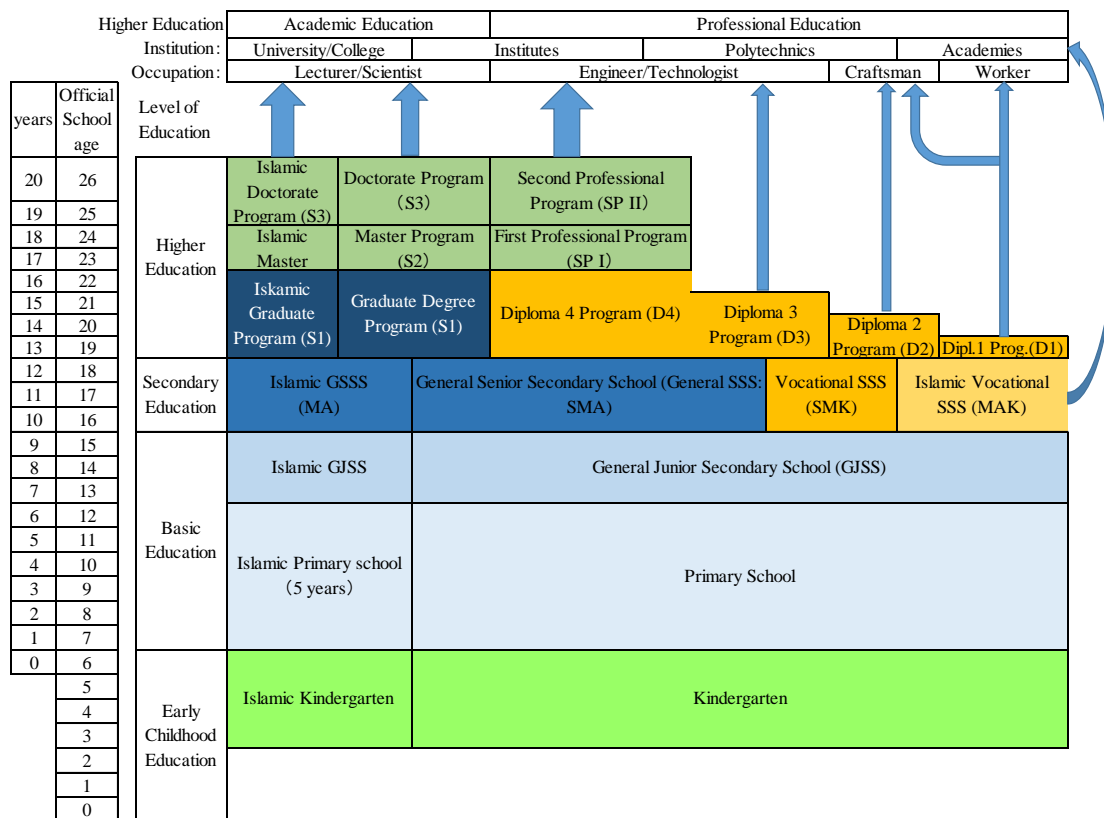 Higher Education
Academic Education
Professional Education
Institution:
University/College
Institutes
Polytechnics
Academies
Occupation:
Lecturer/Scientist
Engineer/Technologist
Craftsman
Worker
years
Official
School
age
Level of
Education
20 26
19 25
18 24
17 23
16 22
15 21
14 20
13 19
12 18
11 17
10 16
9 15
8 14
7 13
6 12
5 11
4 10
3 9
2 8
1 7
0 6
5
4
3
2
1
0
Higher
Education
Islamic
Doctorate
Program (S3)
Doctorate Program
(S3)
Second Professional
Program (SP II)
Islamic
Master
Master Program
(S2)
First Professional Program
(SP I)
Iskamic
Graduate
Program (S1)
Graduate Degree
Program (S1)
Diploma 4 Program (D4)
Diploma 3
Program (D3)
Diploma 2
Program (D2)
Dipl.1 Prog.(D1)
Secondary
Education
Islamic GSSS
(MA)
General Senior Secondary School (General SSS:
SMA)
Vocational SSS
(SMK)
Islamic Vocational
SSS (MAK)
Basic
Education
Islamic GJSS
General Junior Secondary School (GJSS)
Islamic Primary school
(5 years)
Primary School
Early
Childhood
Education
Islamic Kindergarten
Kindergarten